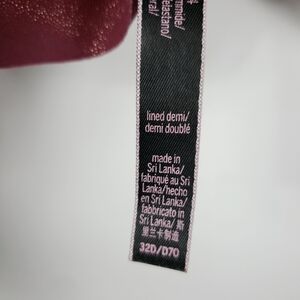 elastano/
lined demi/
demi doublé
made in
Sri Lanka/
fabriqué au Sri
Lanka/hecho
en Sri Lanka/
fabbricato in
Sri Lanka/ 斯
里兰卡制造
32D/D70